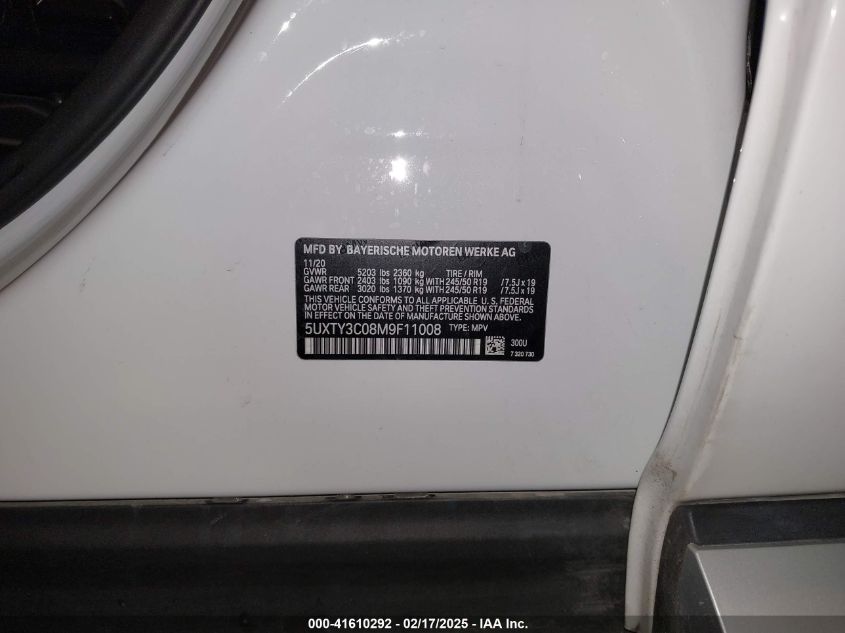 MFD BY BAYERISCHE MOTOREN WERKE AG
11/20
GVWR 5203 lbs 2360 kg TIRE / RIM
GAWR FRONT 2403 lbs 1090 kg WITH 245/50 R19 /7.5J x 19
GAWR REAR 3020 lbs 1370 kg WITH 245/50 R19 /7.5J x 19
THIS VEHICLE CONFORMS TO ALL APPLICABLE U.S. FEDERAL
MOTOR VEHICLE SAFETY, BUMPER, AND THEFT PREVENTION
STANDARDS IN EFFECT ON THE DATE OF MANUFACTURE SHOWN ABOVE.
5UXTY3C08M9F11008 TYPE: MPV
300U
7 320 730
000-41610292 - 02/17/2025 - IAA Inc.